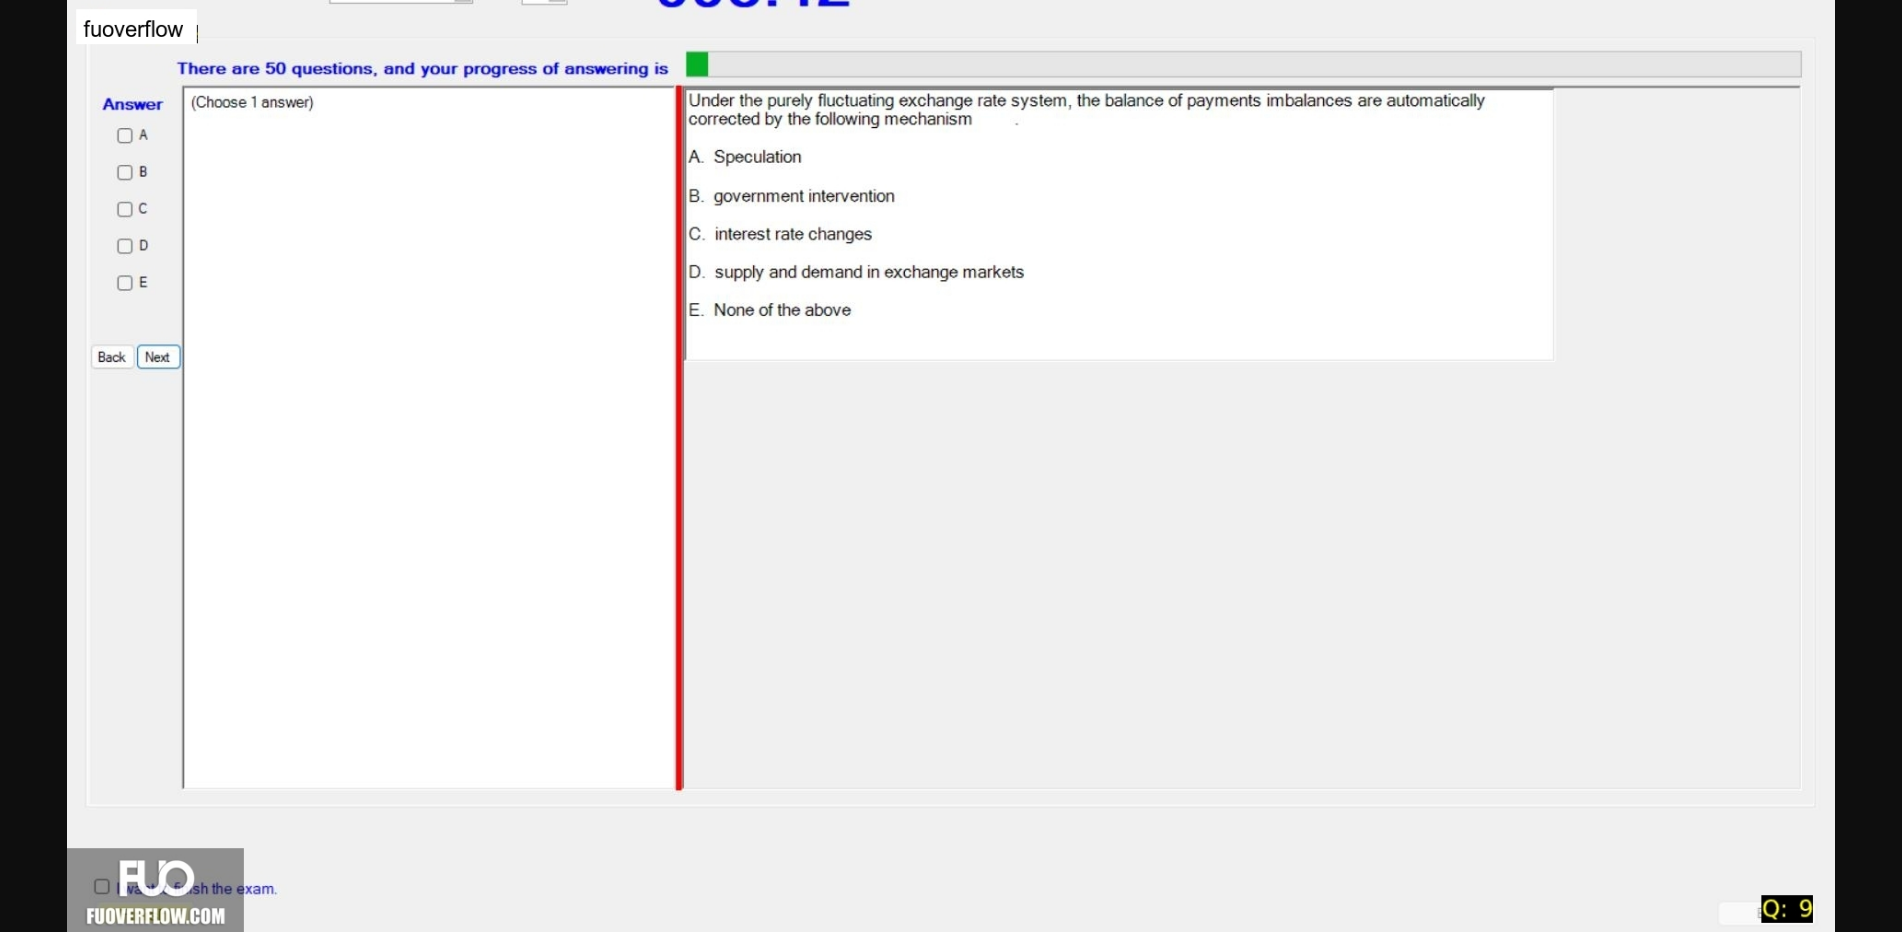 fuoverflow
There are 50 questions, and your progress of answering is
Answer
(Choose 1 answer)
A
B
C
D
E
Back Next
Under the purely fluctuating exchange rate system, the balance of payments imbalances are automatically
corrected by the following mechanism
A. Speculation
B. government intervention
C. interest rate changes
D. supply and demand in exchange markets
E. None of the above
FUO
sh the exam.
FUOVERFLOW.COM
Q: 9